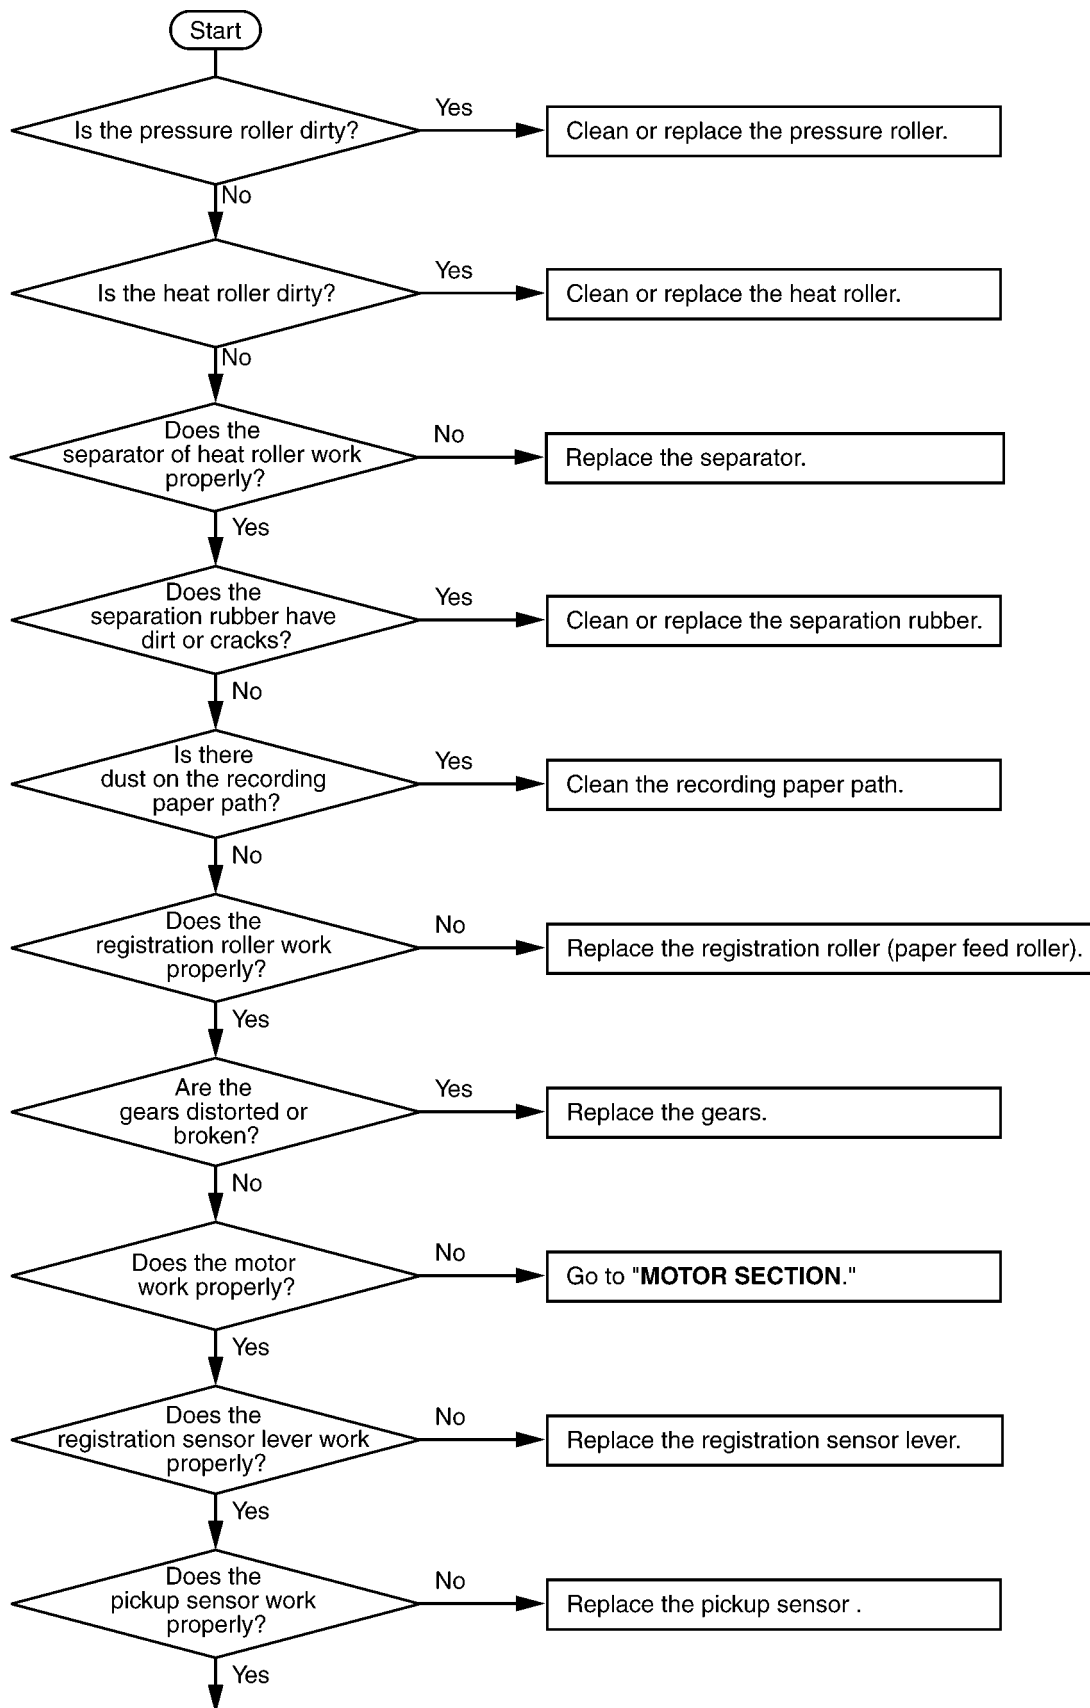 Start
Is the pressure roller dirty?
Yes
Clean or replace the pressure roller.
No
Is the heat roller dirty?
Yes
Clean or replace the heat roller.
No
Does the
separator of heat roller work
properly?
No
Replace the separator.
Yes
Does the
separation rubber have
dirt or cracks?
Yes
Clean or replace the separation rubber.
No
Is there
dust on the recording
paper path?
Yes
Clean the recording paper path.
No
Does the
registration roller work
properly?
No
Replace the registration roller (paper feed roller).
Yes
Are the
gears distorted or
broken?
Yes
Replace the gears.
No
Does the motor
work properly?
No
Go to "MOTOR SECTION."
Yes
Does the
registration sensor lever work
properly?
No
Replace the registration sensor lever.
Yes
Does the
pickup sensor work
properly?
No
Replace the pickup sensor .
Yes